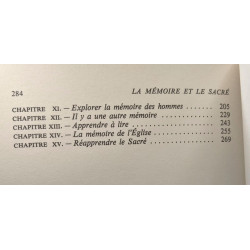 284 LA MÉMOIRE ET LE SACRÉ
CHAPITRE XI. — Explorer la mémoire des hommes ........ 205
CHAPITRE XII. — Il y a une autre mémoire ........ 229
CHAPITRE XIII. — Apprendre à lire ........ 243
CHAPITRE XIV. — La mémoire de l'Église ........ 255
CHAPITRE XV. — Réapprendre le Sacré ........ 269